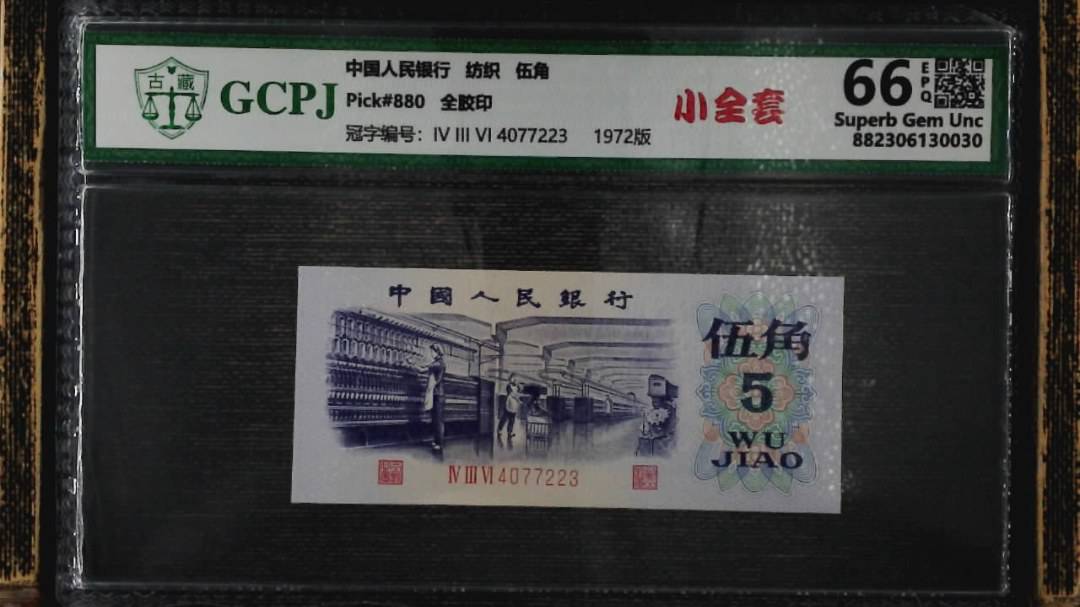 古藏
GCPJ
中国人民银行 纺织 伍角
Pick#880 全胶印
冠字编号: IV III VI 4077223 1972版
小全套
66 EPQ
Superb Gem Unc
882306130030
中國人民銀行
伍角
5
WU
JIAO
IV III VI 4077223